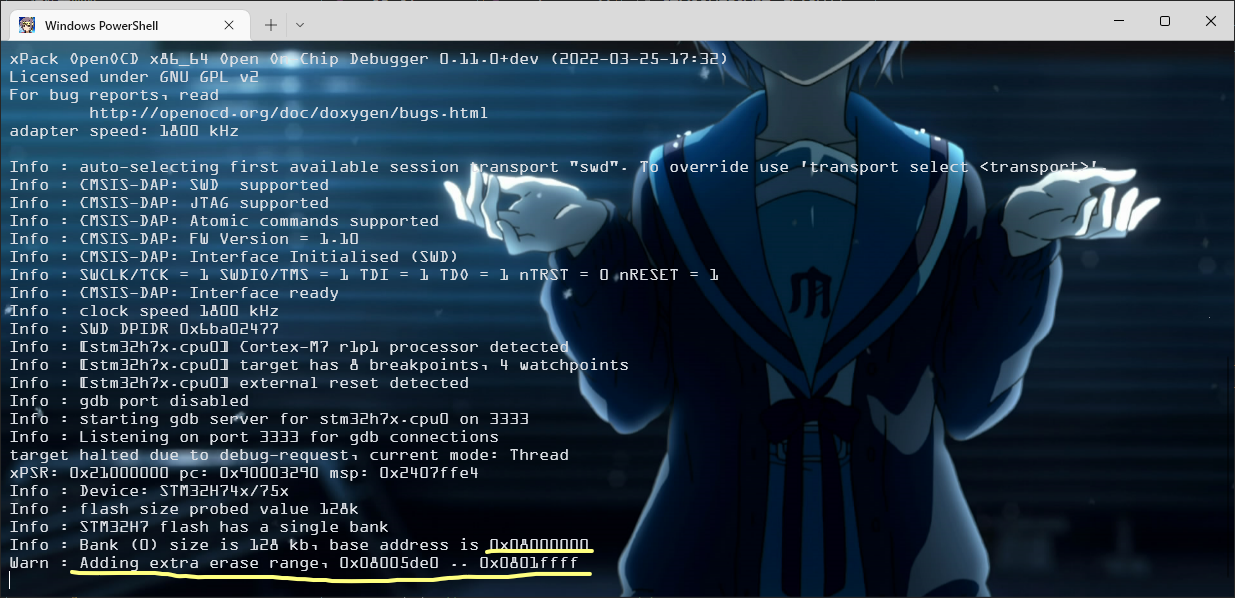 Windows PowerShell
xPack OpenOCD x86_64 Open On Chip Debugger 0.11.0+dev (2022-03-25-17:32)
Licensed under GNU GPL v2
For bug reports, read
http://openocd.org/doc/doxygen/bugs.html
adapter speed: 1800 kHz
Info : auto-selecting first available session transport "swd". To override use 'transport select <transport>'.
Info : CMSIS-DAP: SWD  supported
Info : CMSIS-DAP: JTAG supported
Info : CMSIS-DAP: Atomic commands supported
Info : CMSIS-DAP: FW Version = 1.10
Info : CMSIS-DAP: Interface Initialised (SWD)
Info : SWCLK/TCK = 1 SWDIO/TMS = 1 TDI = 1 TDO = 1 nTRST = 0 nRESET = 1
Info : CMSIS-DAP: Interface ready
Info : clock speed 1800 kHz
Info : SWD DPIDR 0x6ba02477
Info : [stm32h7x.cpu0] Cortex-M7 r1p1 processor detected
Info : [stm32h7x.cpu0] target has 8 breakpoints, 4 watchpoints
Info : [stm32h7x.cpu0] external reset detected
Info : gdb port disabled
Info : starting gdb server for stm32h7x.cpu0 on 3333
Info : Listening on port 3333 for gdb connections
target halted due to debug-request, current mode: Thread
xPSR: 0x21000000 pc: 0x90003290 msp: 0x2407ffe4
Info : Device: STM32H74x/75x
Info : flash size probed value 128k
Info : STM32H7 flash has a single bank
Info : Bank (0) size is 128 kb, base address is 0x08000000
Warn : Adding extra erase range, 0x08005de0 .. 0x0801ffff